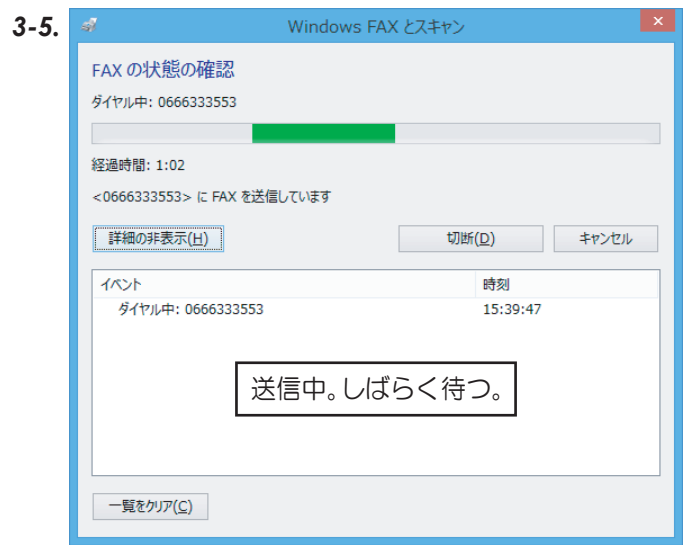 3-5.
Windows FAX とスキャン
FAX の状態の確認
ダイヤル中: 0666333553
経過時間: 1:02
<0666333553> に FAX を送信しています
詳細の非表示(H) 切断(D) キャンセル
イベント 時刻
ダイヤル中: 0666333553 15:39:47
送信中。しばらく待つ。
一覧をクリア(C)